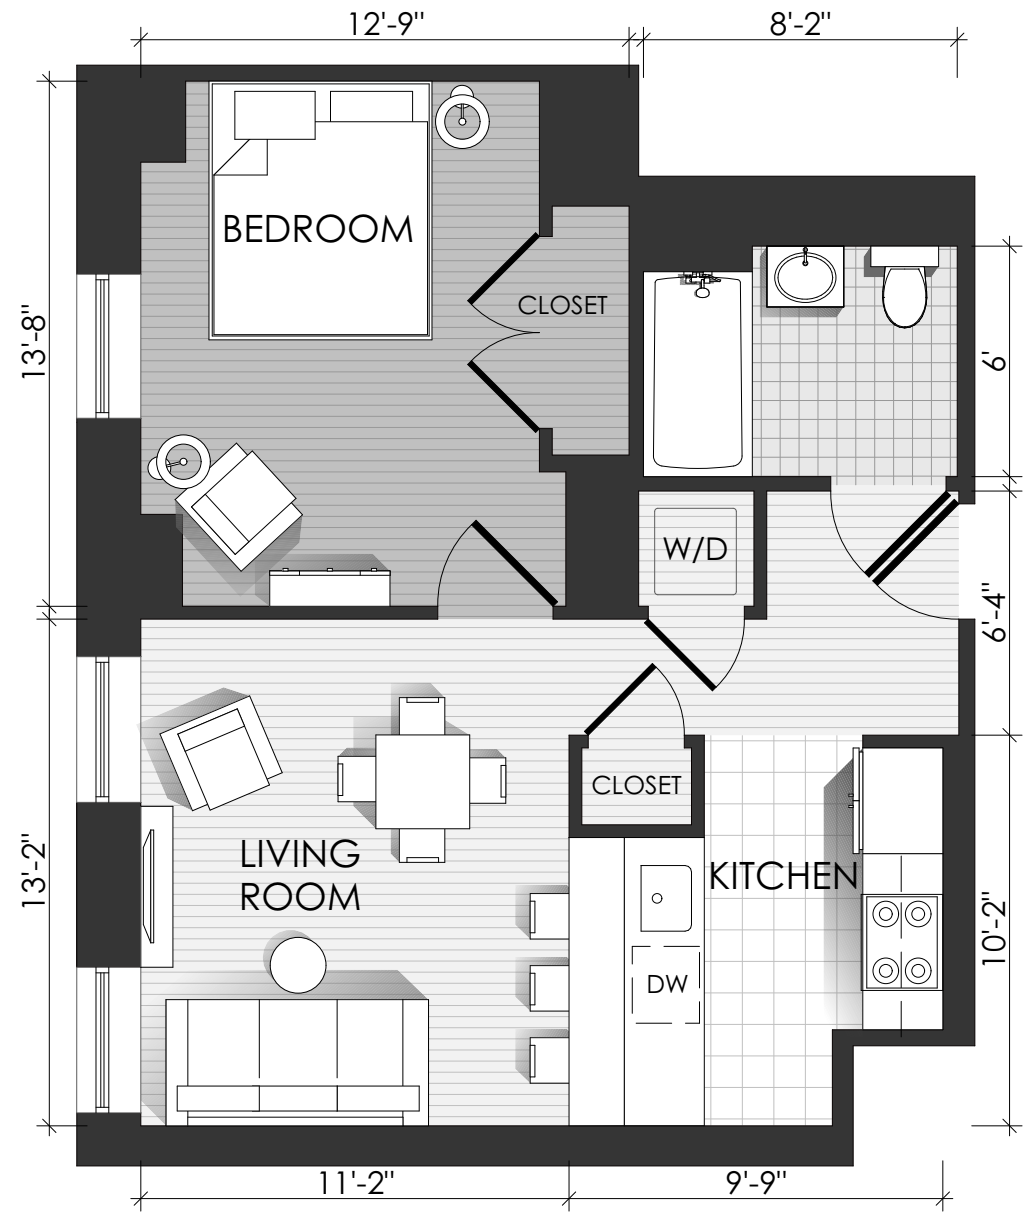 12'-9"
8'-2"
BEDROOM
CLOSET
13'-8"
6'
W/D
6'-4"
CLOSET
LIVING
ROOM
KITCHEN
13'-2"
10'-2"
DW
11'-2"
9'-9"